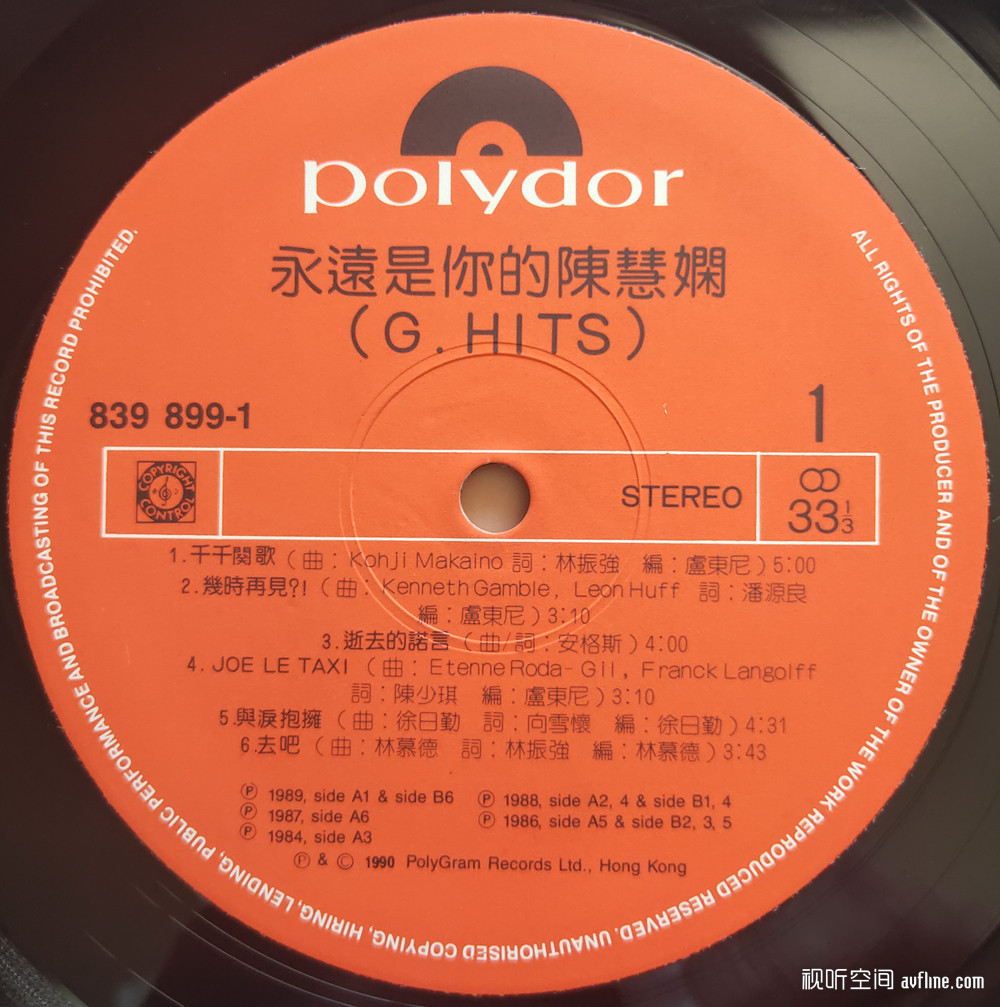 polydor
永遠是你的陳慧嫻
(G.HITS)
839 899-1
1
COPYRIGHT CONTROL
STEREO
33 1/3
1.千千関歌（曲：Kohji Makaino 詞：林振強 編：盧東尼）5:00
2.幾時再見?!（曲：Kenneth Gamble, Leon Huff 詞：潘源良
編：盧東尼）3:10
3.逝去的諾言（曲/詞：安格斯）4:00
4. JOE LE TAXI（曲：Etenne Roda- Gil, Franck Langolff
詞：陳少琪 編：盧東尼）3:10
5.與淚抱擁（曲：徐日勤 詞：向雪懷 編：徐日勤）4:31
6.去吧（曲：林慕德 詞：林振強 編：林慕德）3:43
Ⓟ 1989, side A1 & side B6 Ⓟ 1988, side A2, 4 & side B1, 4
Ⓟ 1987, side A6 Ⓟ 1986, side A5 & side B2, 3, 5
Ⓟ 1984, side A3
Ⓟ & © 1990 PolyGram Records Ltd., Hong Kong
ALL RIGHTS OF THE PRODUCER AND OF THE OWNER OF THE WORK REPRODUCED RESERVED. UNAUTHORISED COPYING, HIRING, LENDING, PUBLIC PERFORMANCE AND BROADCASTING OF THIS RECORD PROHIBITED.
视听空间 avfline.com